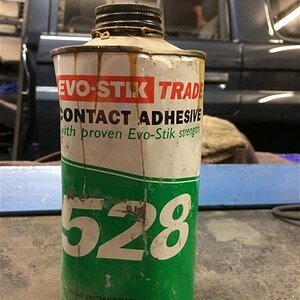 EVO-STIK TRADE
CONTACT ADHESIVE
with proven Evo-Stik strength
528